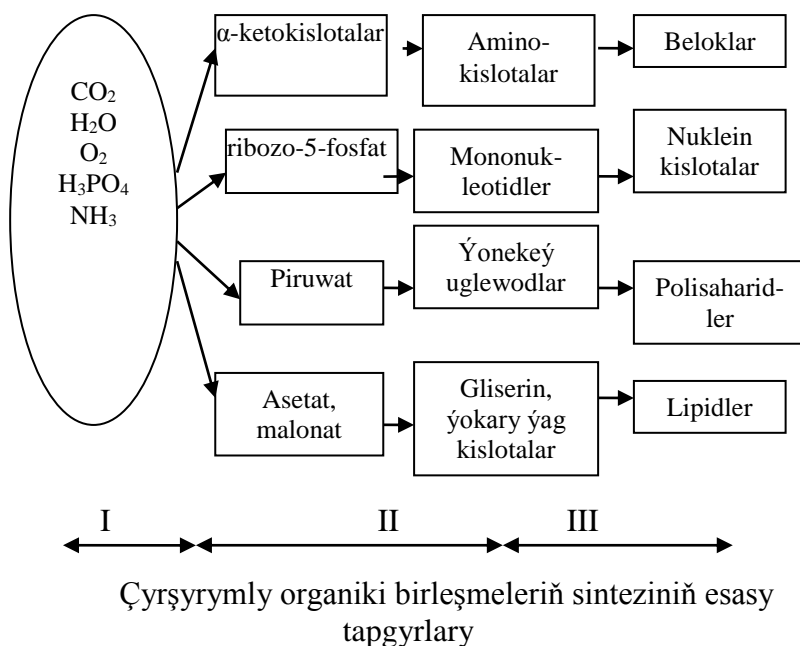 CO₂
H₂O
O₂
H₃PO₄
NH₃
α-ketokislotalar
Amino-
kislotalar
Beloklar
ribozo-5-fosfat
Mononuk-
leotidler
Nuklein
kislotalar
Piruwat
Ýonekeý
uglewodlar
Polisaharid-
ler
Asetat,
malonat
Gliserin,
ýokary ýag
kislotalar
Lipidler
I II III
Çyrşyrymly organiki birleşmeleriň sinteziniň esasy
tapgyrlary